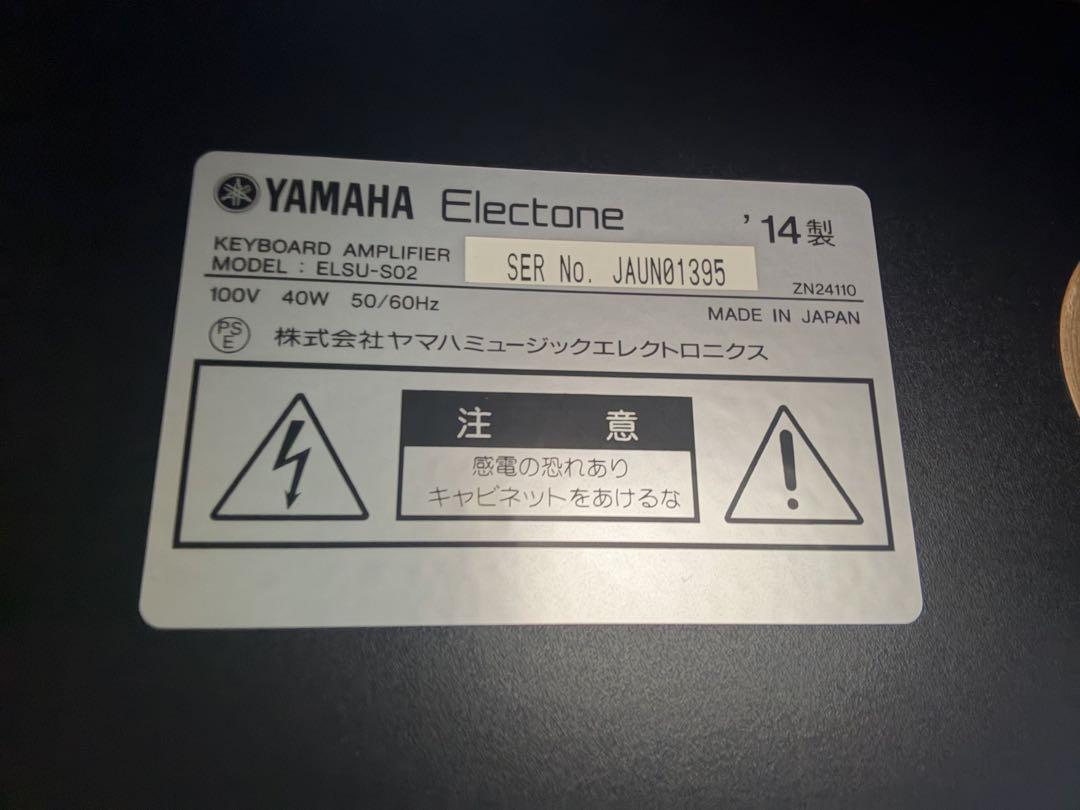 YAMAHA Electone '14製
KEYBOARD AMPLIFIER
MODEL : ELSU-S02
SER No. JAUN01395
ZN24110
100V 40W 50/60Hz
MADE IN JAPAN
PS
E
株式会社ヤマハミュージックエレクトロニクス
注意
感電の恐れあり
キャビネットをあけるな